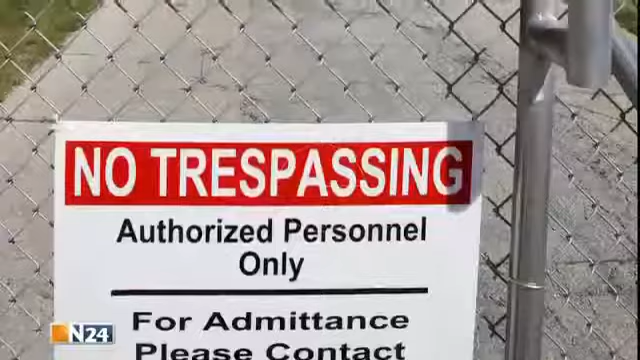 NO TRESPASSING
Authorized Personnel
Only
For Admittance
Please Contact
N24